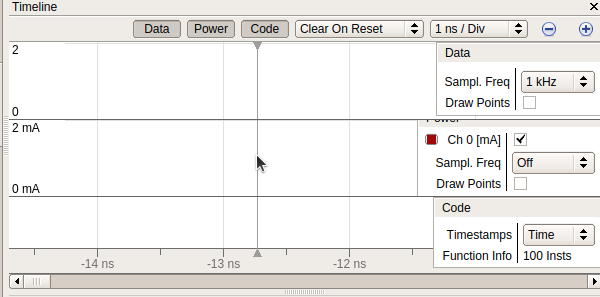 Timeline
Data Power Code Clear On Reset 1 ns / Div
2
Data
Sampl. Freq 1 kHz
0
Draw Points
2 mA
Power
Ch 0 [mA]
Sampl. Freq Off
0 mA
Draw Points
Code
Timestamps Time
Function Info 100 Insts
-14 ns -13 ns -12 ns